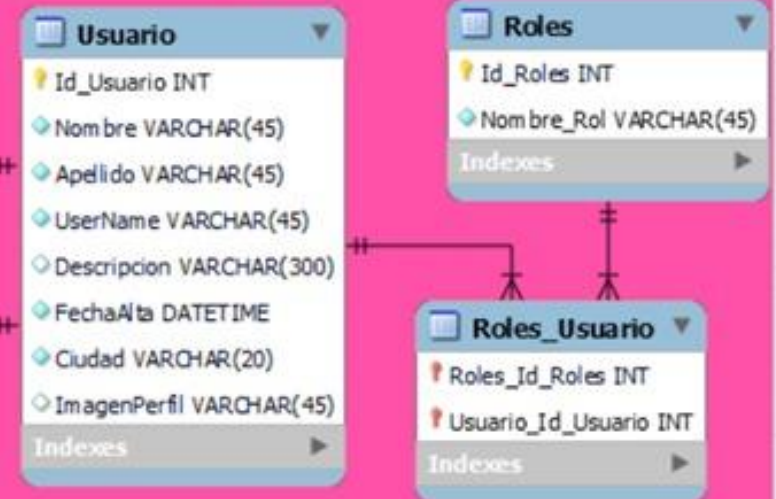 Usuario
Id_Usuario INT
Nombre VARCHAR(45)
Apellido VARCHAR(45)
UserName VARCHAR(45)
Descripcion VARCHAR(300)
FechaAlta DATETIME
Ciudad VARCHAR(20)
ImagenPerfil VARCHAR(45)
Indexes
Roles
Id_Roles INT
Nombre_Rol VARCHAR(45)
Indexes
Roles_Usuario
Roles_Id_Roles INT
Usuario_Id_Usuario INT
Indexes